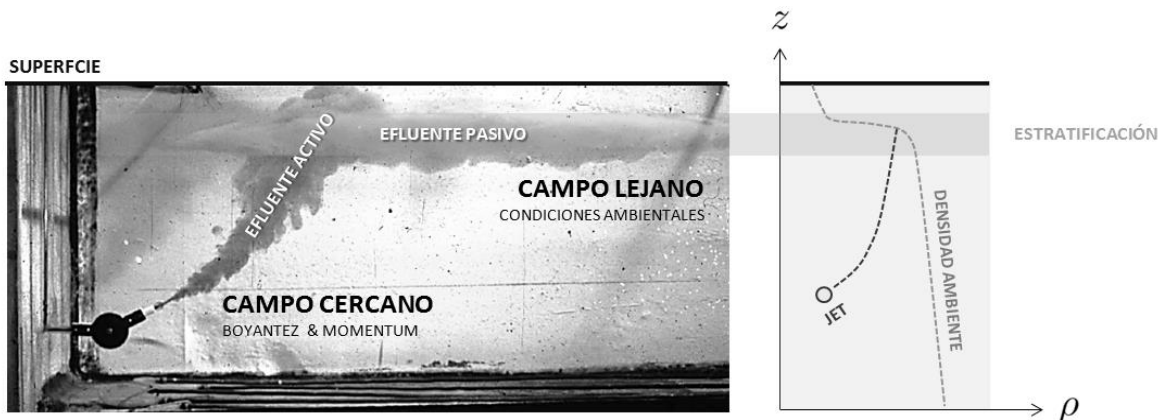 SUPERFCIE
EFLUENTE ACTIVO
EFLUENTE PASIVO
CAMPO LEJANO
CONDICIONES AMBIENTALES
CAMPO CERCANO
BOYANTEZ & MOMENTUM
z
ESTRATIFICACIÓN
DENSIDAD AMBIENTE
JET
ρ